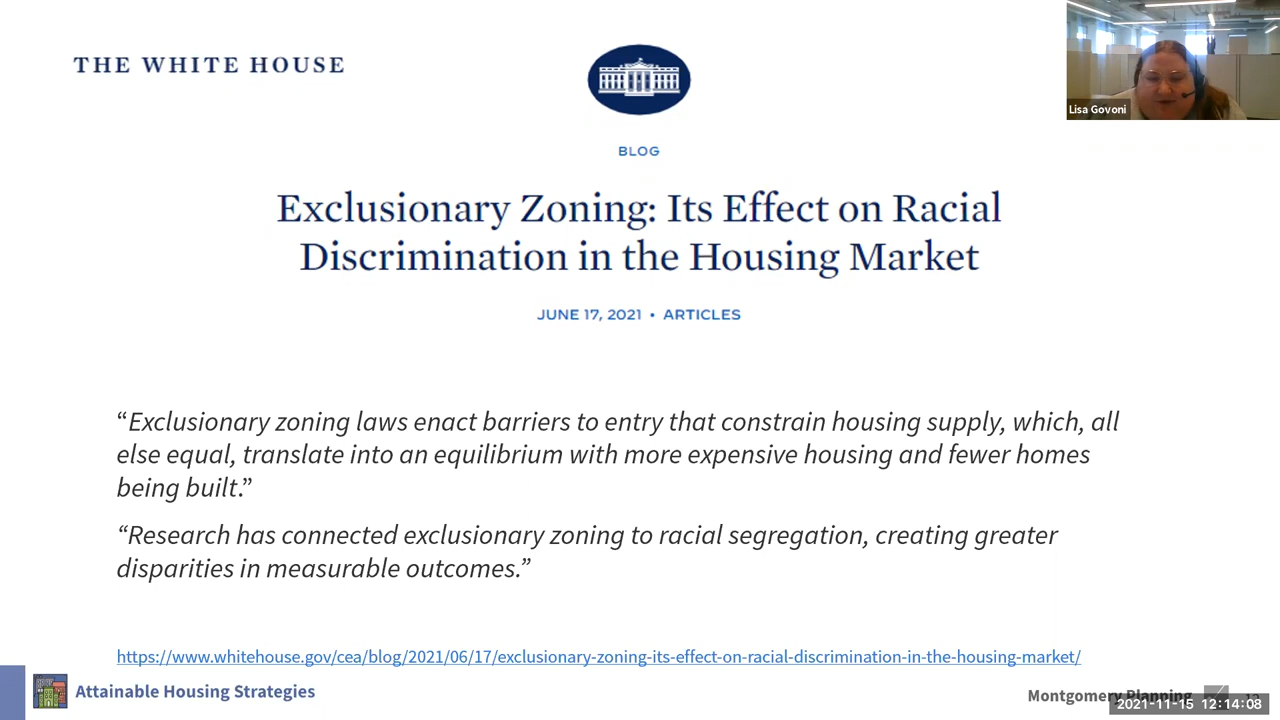 THE WHITE HOUSE
Lisa Govoni
BLOG
Exclusionary Zoning: Its Effect on Racial
Discrimination in the Housing Market
JUNE 17, 2021 • ARTICLES
“Exclusionary zoning laws enact barriers to entry that constrain housing supply, which, all
else equal, translate into an equilibrium with more expensive housing and fewer homes
being built.”
“Research has connected exclusionary zoning to racial segregation, creating greater
disparities in measurable outcomes.”
https://www.whitehouse.gov/cea/blog/2021/06/17/exclusionary-zoning-its-effect-on-racial-discrimination-in-the-housing-market/
Attainable Housing Strategies
Montgomery Planning
2021-11-15 12:14:08